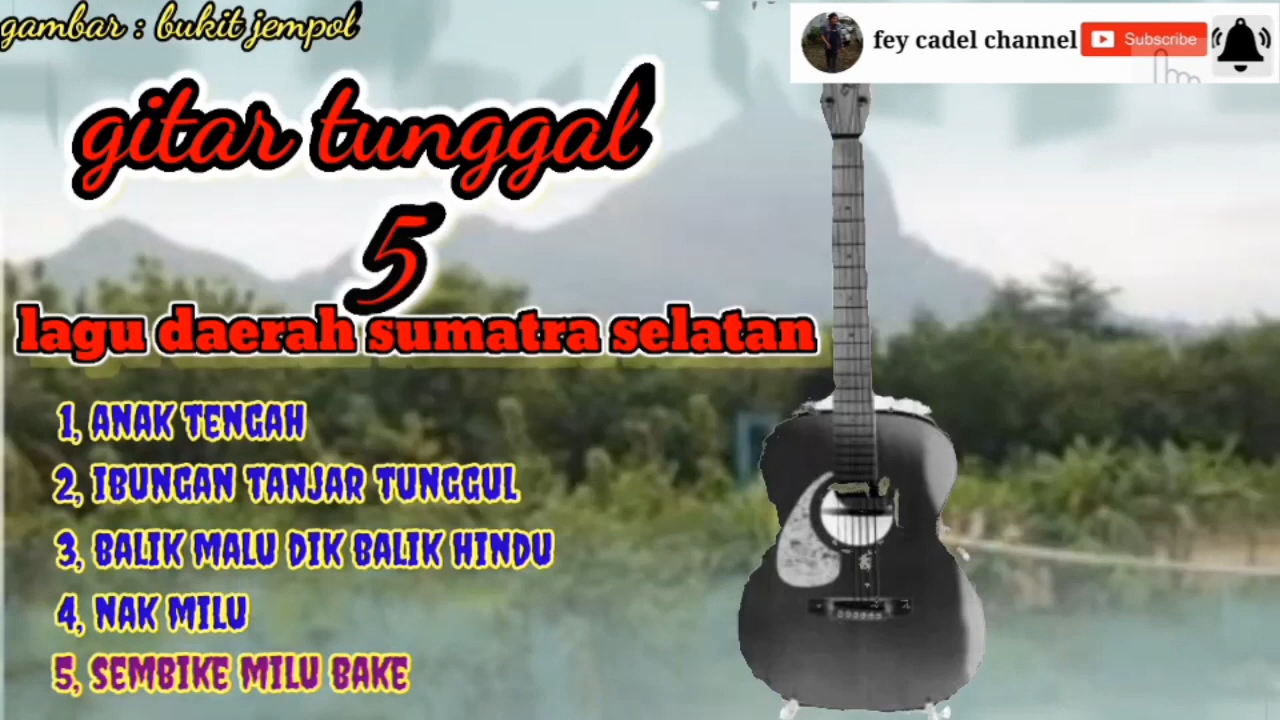 gambar : bukit jempol
fey cadel channel
Subscribe
gitar tunggal
5
lagu daerah sumatra selatan
1, ANAK TENGAH
2, IBUNGAN TANJAR TUNGGUL
3, BALIK MALU DIK BALIK HINDU
4, NAK MILU
5, SEMBIKE MILU BAKE